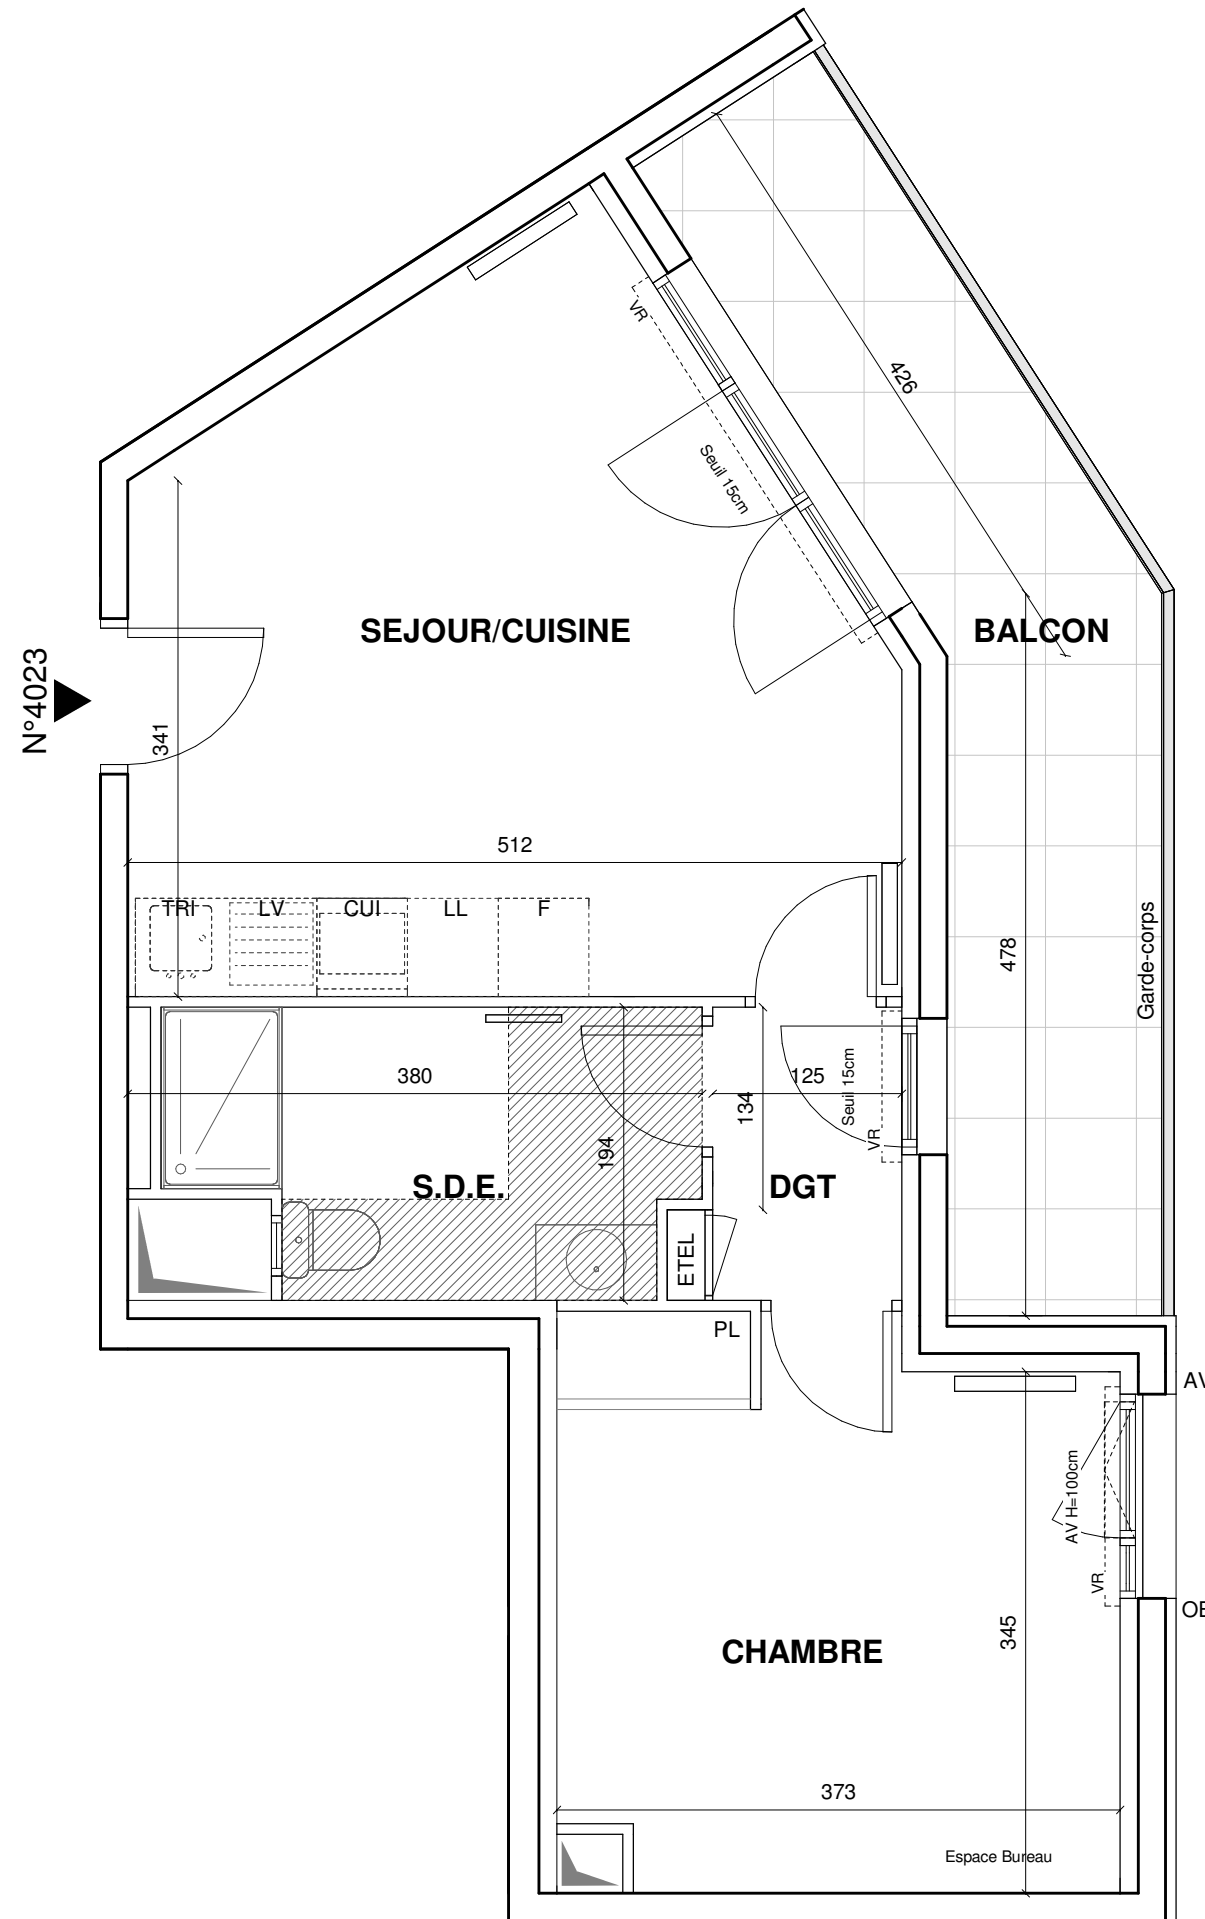 VR
426
Seuil 15cm
SEJOUR/CUISINE
BALCON
N°4023
341
512
TRI
LV
CUI
LL
F
478
Garde-corps
380
125
Seuil 15cm
134
VR
194
S.D.E.
DGT
ETEL
PL
AV
AV H=100cm
VR
OB
345
CHAMBRE
373
Espace Bureau